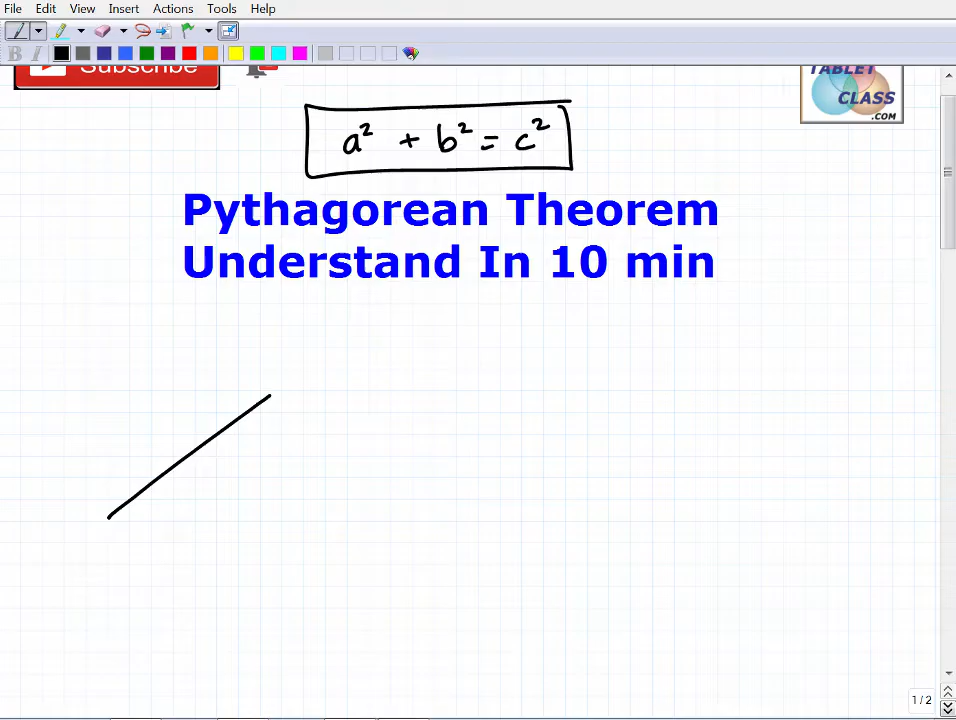 File Edit View Insert Actions Tools Help
B I
Subscribe
TABLET
CLASS
.COM
a² + b² = c²
Pythagorean Theorem
Understand In 10 min
1 / 2